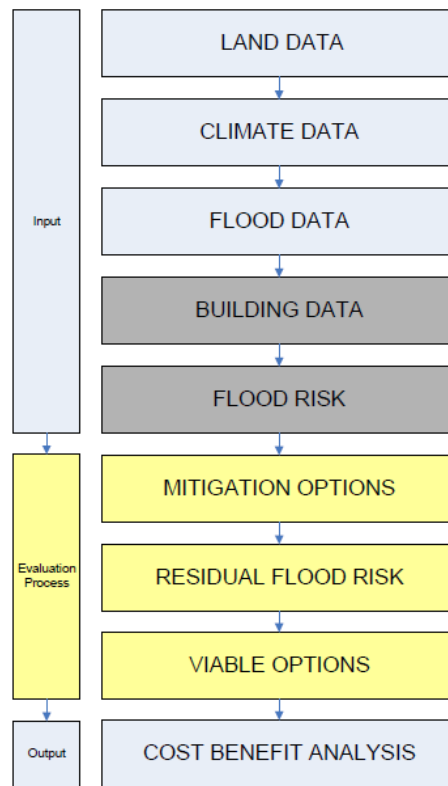 LAND DATA
CLIMATE DATA
Input
FLOOD DATA
BUILDING DATA
FLOOD RISK
MITIGATION OPTIONS
Evaluation
Process
RESIDUAL FLOOD RISK
VIABLE OPTIONS
Output
COST BENEFIT ANALYSIS